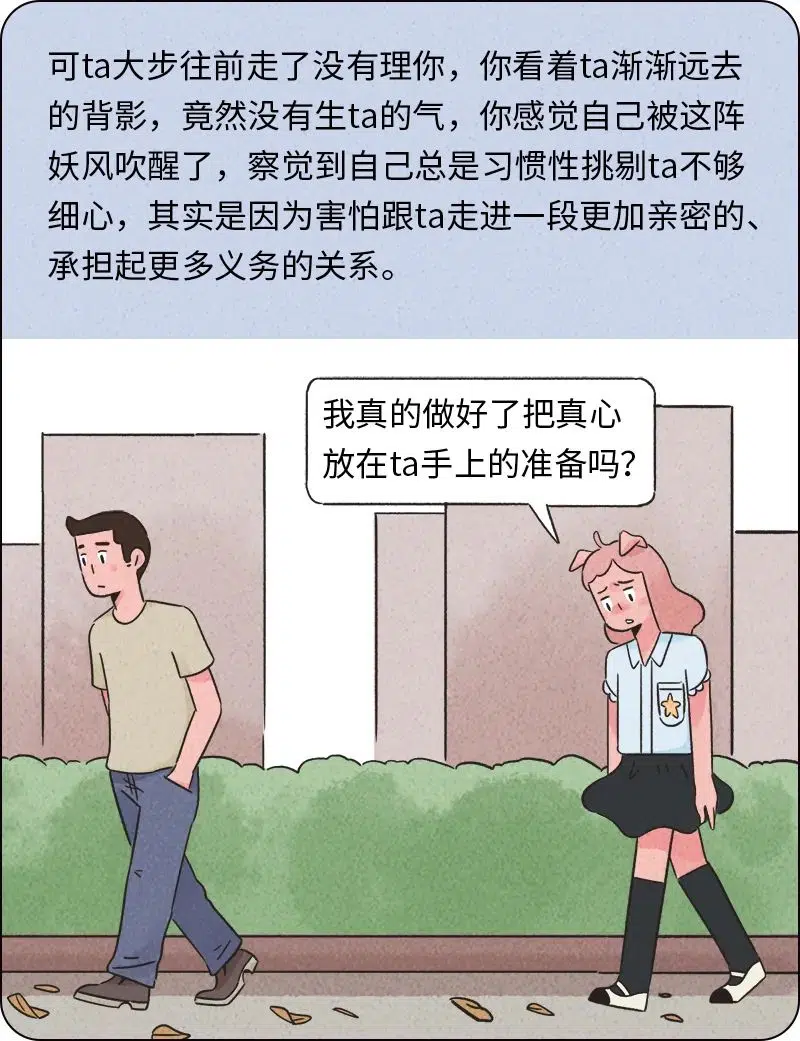 可ta大步往前走了没有理你，你看着ta渐渐远去
的背影，竟然没有生ta的气，你感觉自己被这阵
妖风吹醒了，察觉到自己总是习惯性挑剔ta不够
细心，其实是因为害怕跟ta走进一段更加亲密的、
承担起更多义务的关系。
我真的做好了把真心
放在ta手上的准备吗？